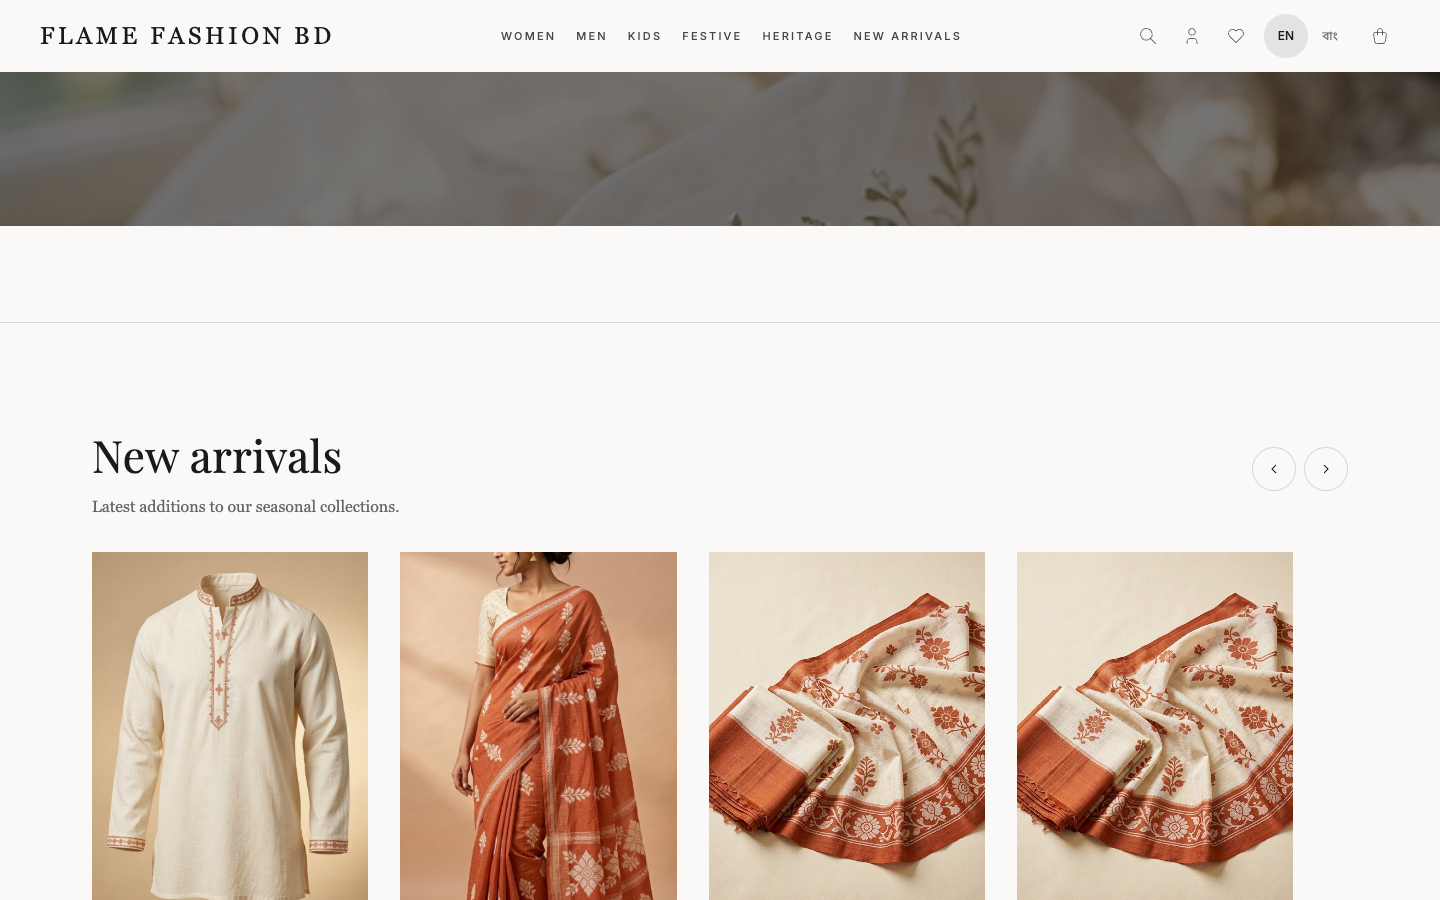 FLAME FASHION BD
WOMEN MEN KIDS FESTIVE HERITAGE NEW ARRIVALS
EN বাং
New arrivals
Latest additions to our seasonal collections.